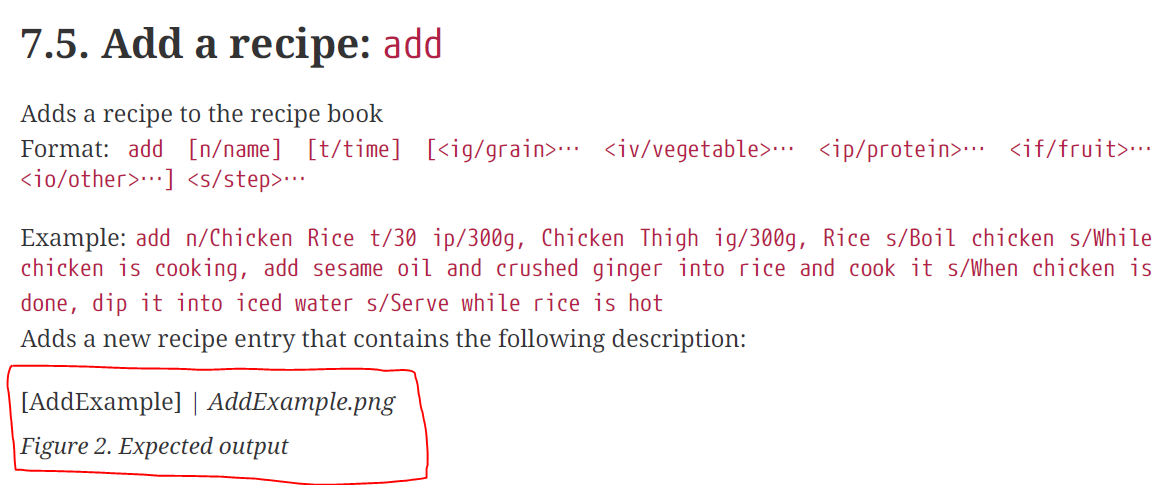 7.5. Add a recipe: add
Adds a recipe to the recipe book
Format: add [n/name] [t/time] [<ig/grain>⋯ <iv/vegetable>⋯ <ip/protein>⋯ <if/fruit>⋯
<io/other>⋯] <s/step>⋯
Example: add n/Chicken Rice t/30 ip/300g, Chicken Thigh ig/300g, Rice s/Boil chicken s/While
chicken is cooking, add sesame oil and crushed ginger into rice and cook it s/When chicken is
done, dip it into iced water s/Serve while rice is hot
Adds a new recipe entry that contains the following description:
[AddExample] | AddExample.png
Figure 2. Expected output